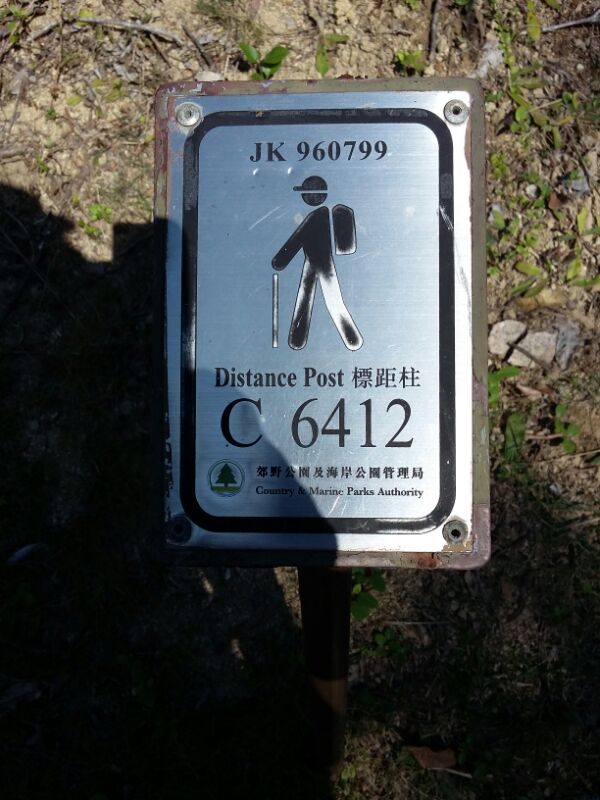 JK 960799
Distance Post 標距柱
C 6412
郊野公園及海岸公園管理局
Country & Marine Parks Authority